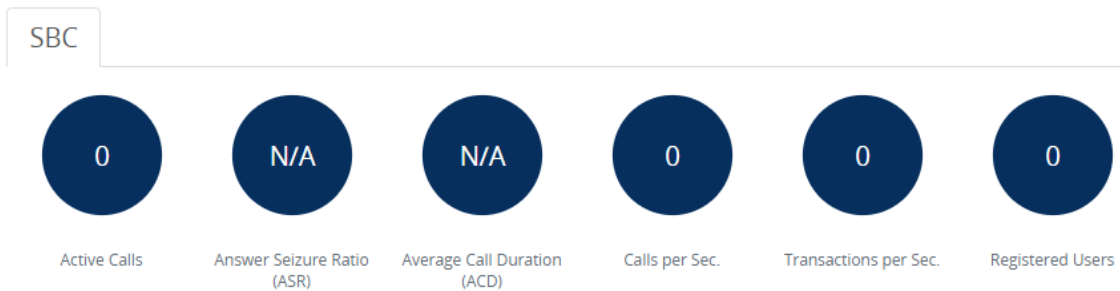 SBC
0
N/A
N/A
0
0
0
Active Calls
Answer Seizure Ratio
(ASR)
Average Call Duration
(ACD)
Calls per Sec.
Transactions per Sec.
Registered Users